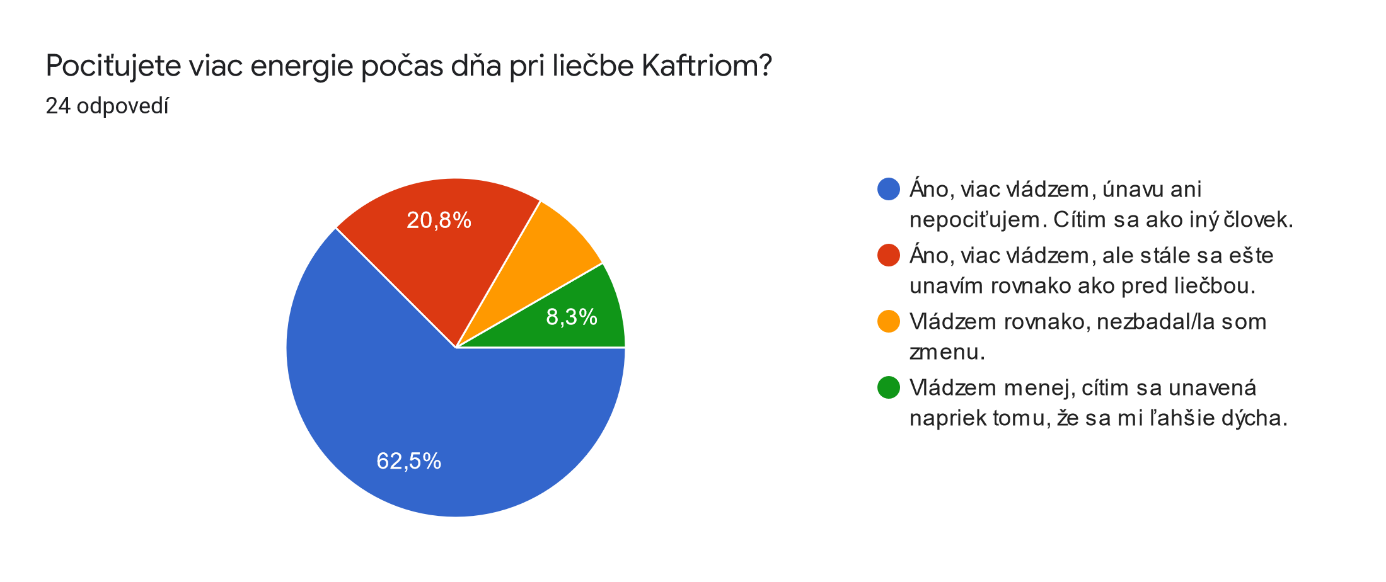 Pociťujete viac energie počas dňa pri liečbe Kaftriom?
24 odpovedí
20,8%
8,3%
62,5%
Áno, viac vládzem, únavu ani
nepociťujem. Cítim sa ako iný človek.
Áno, viac vládzem, ale stále sa ešte
unavím rovnako ako pred liečbou.
Vládzem rovnako, nezbadal/la som
zmenu.
Vládzem menej, cítim sa unavená
napriek tomu, že sa mi ľahšie dýcha.